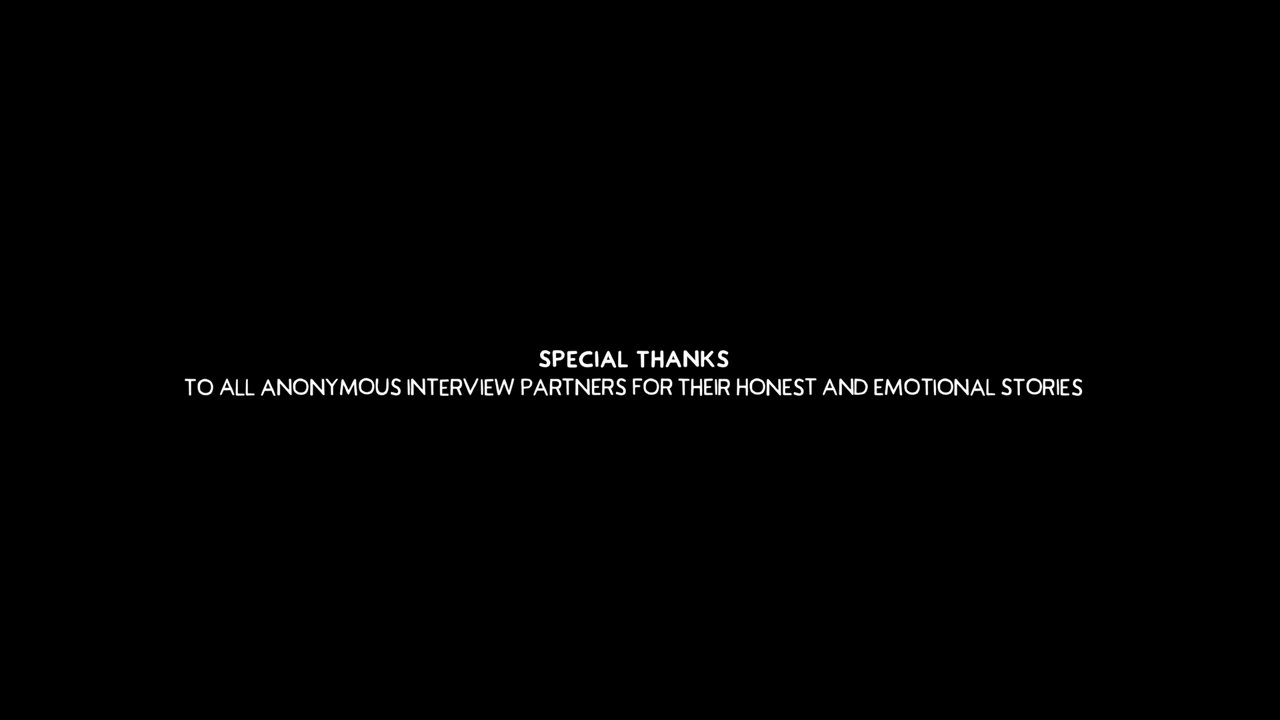 SPECIAL THANKS
TO ALL ANONYMOUS INTERVIEW PARTNERS FOR THEIR HONEST AND EMOTIONAL STORIES